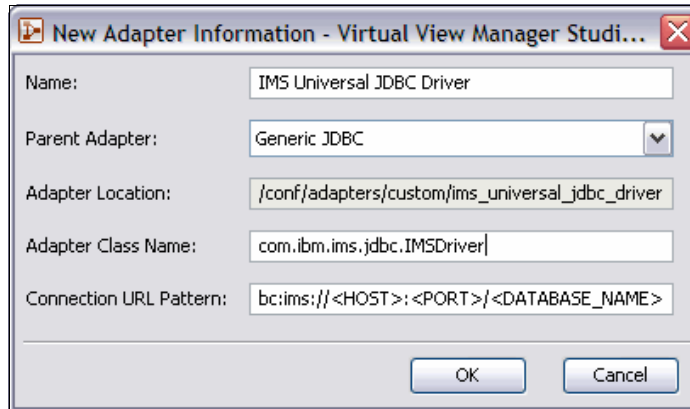 New Adapter Information - Virtual View Manager Studi...
Name: IMS Universal JDBC Driver
Parent Adapter: Generic JDBC
Adapter Location: /conf/adapters/custom/ims_universal_jdbc_driver
Adapter Class Name: com.ibm.ims.jdbc.IMSDriver
Connection URL Pattern: bc:ims://<HOST>:<PORT>/<DATABASE_NAME>
OK Cancel